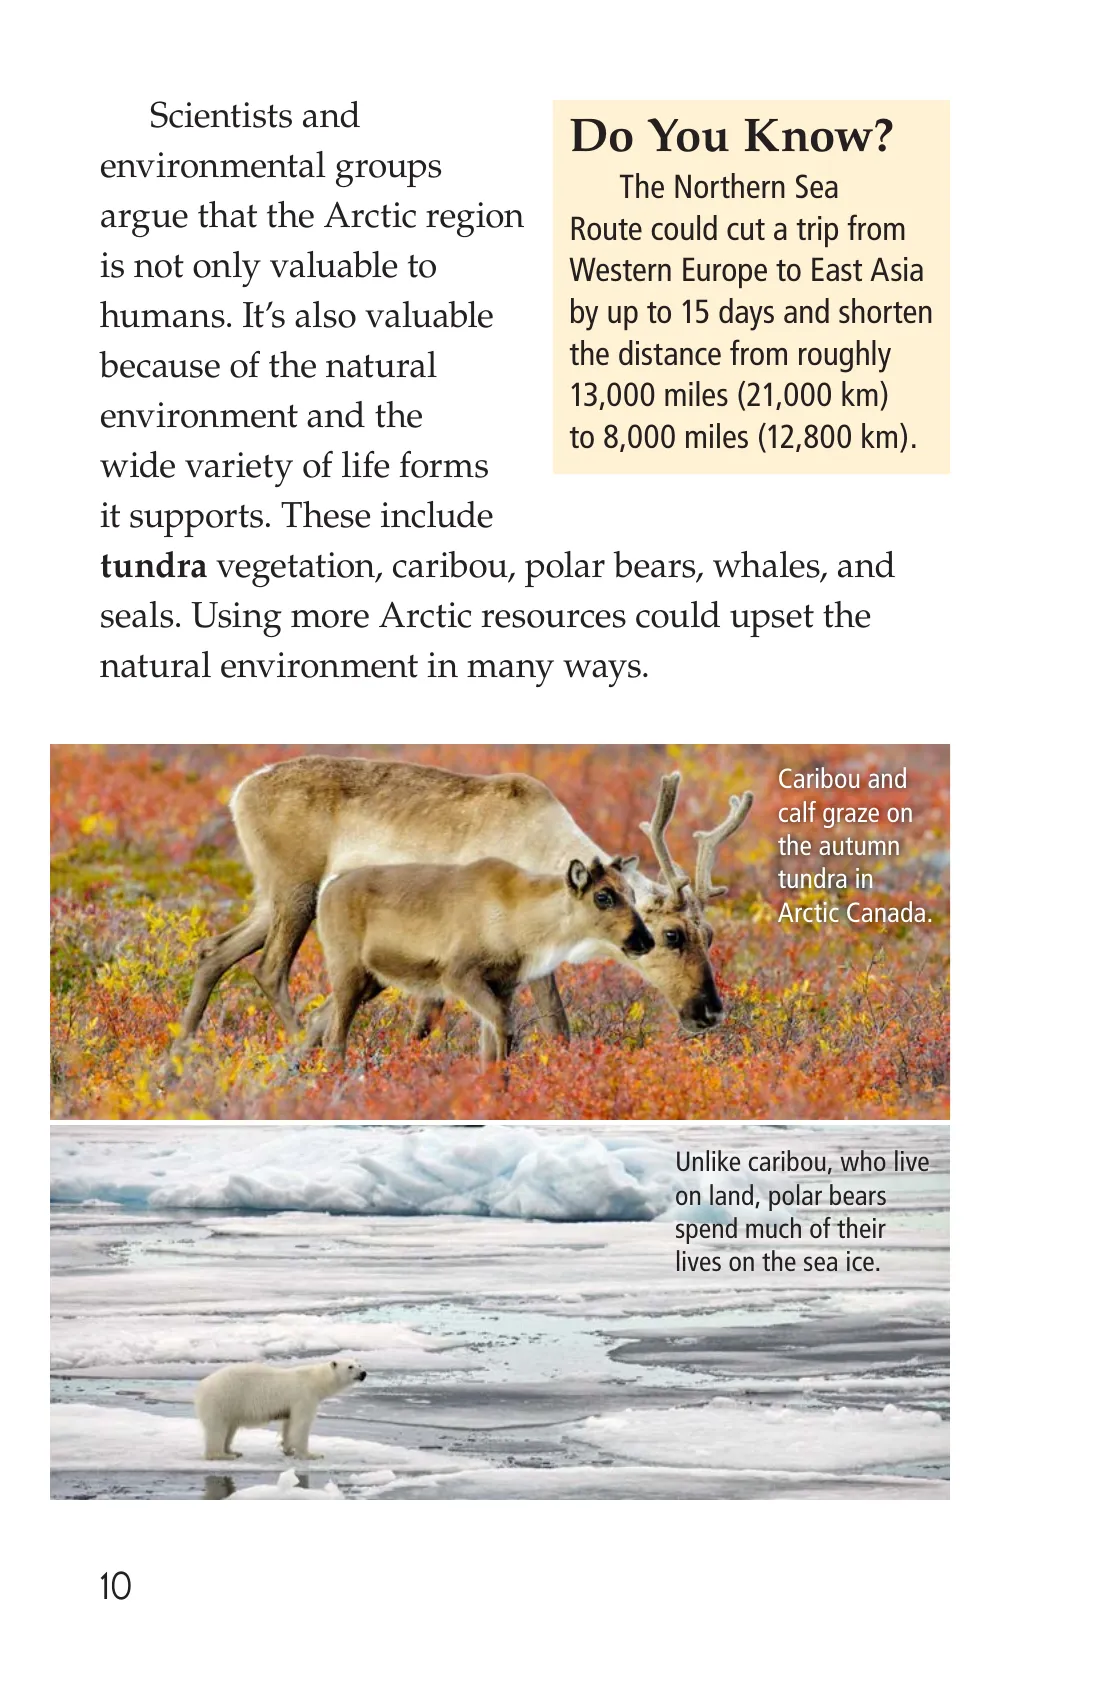 Scientists and
environmental groups
argue that the Arctic region
is not only valuable to
humans. It’s also valuable
because of the natural
environment and the
wide variety of life forms
it supports. These include
tundra vegetation, caribou, polar bears, whales, and
seals. Using more Arctic resources could upset the
natural environment in many ways.
Do You Know?
The Northern Sea
Route could cut a trip from
Western Europe to East Asia
by up to 15 days and shorten
the distance from roughly
13,000 miles (21,000 km)
to 8,000 miles (12,800 km).
Caribou and
calf graze on
the autumn
tundra in
Arctic Canada.
Unlike caribou, who live
on land, polar bears
spend much of their
lives on the sea ice.
10